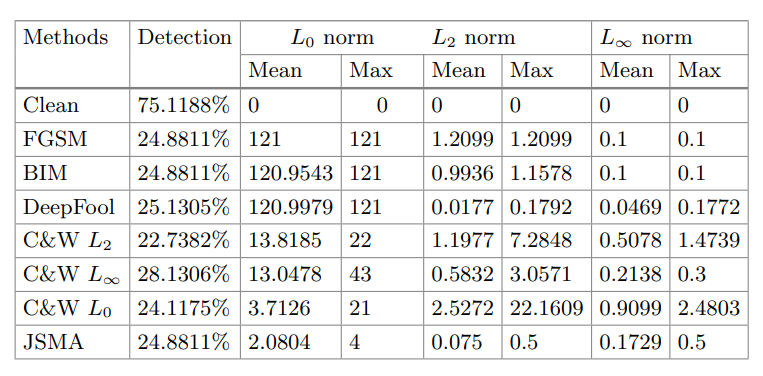 Methods Detection L₀ norm L₂ norm L∞ norm
Mean Max Mean Max Mean Max
Clean 75.1188% 0 0 0 0 0 0
FGSM 24.8811% 121 121 1.2099 1.2099 0.1 0.1
BIM 24.8811% 120.9543 121 0.9936 1.1578 0.1 0.1
DeepFool 25.1305% 120.9979 121 0.0177 0.1792 0.0469 0.1772
C&W L₂ 22.7382% 13.8185 22 1.1977 7.2848 0.5078 1.4739
C&W L∞ 28.1306% 13.0478 43 0.5832 3.0571 0.2138 0.3
C&W L₀ 24.1175% 3.7126 21 2.5272 22.1609 0.9099 2.4803
JSMA 24.8811% 2.0804 4 0.075 0.5 0.1729 0.5